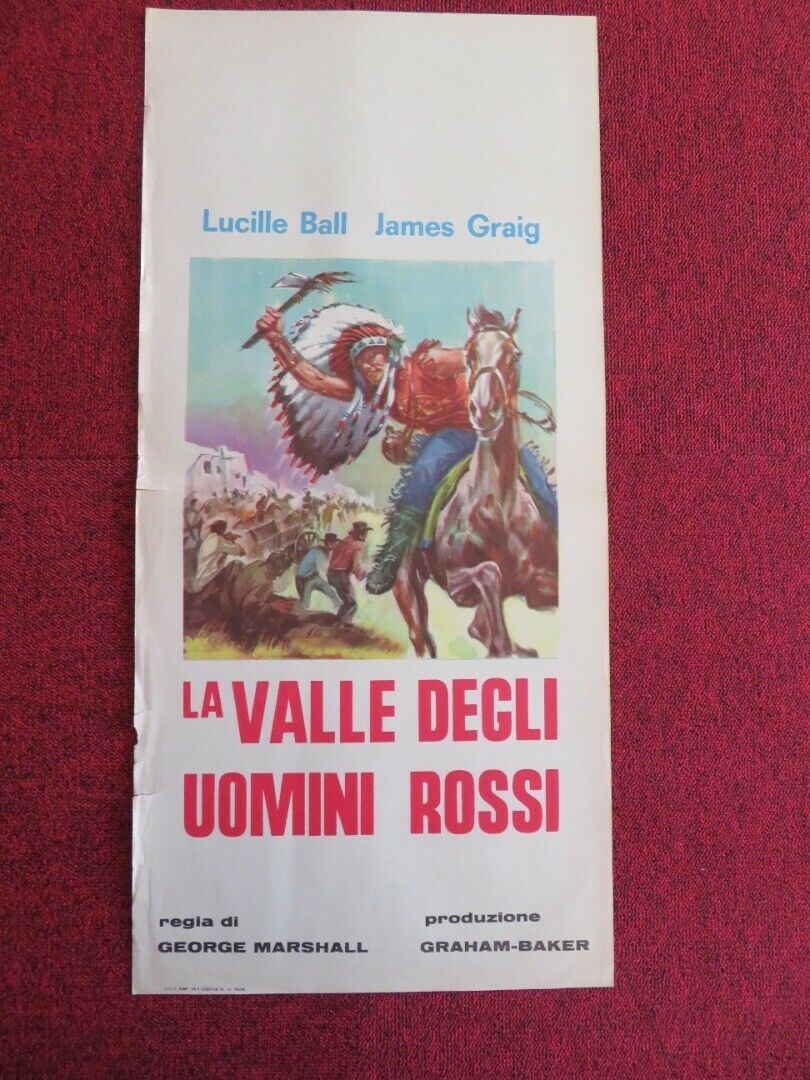 Lucille Ball James Graig
LA VALLE DEGLI
UOMINI ROSSI
regia di
GEORGE MARSHALL
produzione
GRAHAM-BAKER